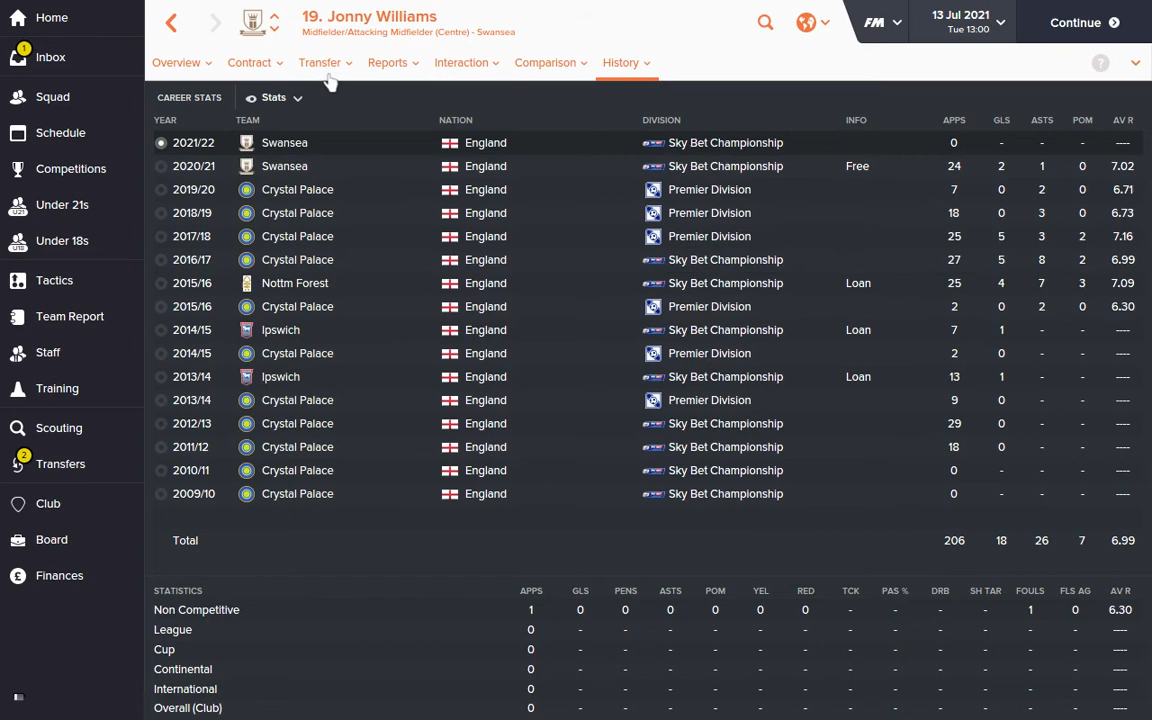 Home
19. Jonny Williams
Midfielder/Attacking Midfielder (Centre) - Swansea
FM
13 Jul 2021
Tue 13:00
Continue
1
Inbox
Overview Contract Transfer Reports Interaction Comparison History ?
Squad
Schedule
Competitions
U21 Under 21s
U18 Under 18s
Tactics
Team Report
Staff
Training
Scouting
2
Transfers
Club
Board
£ Finances
CAREER STATS Stats
YEAR TEAM NATION DIVISION INFO APPS GLS ASTS POM AV R
2021/22 Swansea England Sky Bet Championship 0 - - - ----
2020/21 Swansea England Sky Bet Championship Free 24 2 1 0 7.02
2019/20 Crystal Palace England Premier Division 7 0 2 0 6.71
2018/19 Crystal Palace England Premier Division 18 0 3 0 6.73
2017/18 Crystal Palace England Premier Division 25 5 3 2 7.16
2016/17 Crystal Palace England Sky Bet Championship 27 5 8 2 6.99
2015/16 Nottm Forest England Sky Bet Championship Loan 25 4 7 3 7.09
2015/16 Crystal Palace England Premier Division 2 0 2 0 6.30
2014/15 Ipswich England Sky Bet Championship Loan 7 1 - - ----
2014/15 Crystal Palace England Premier Division 2 0 - - ----
2013/14 Ipswich England Sky Bet Championship Loan 13 1 - - ----
2013/14 Crystal Palace England Premier Division 9 0 - - ----
2012/13 Crystal Palace England Sky Bet Championship 29 0 - - ----
2011/12 Crystal Palace England Sky Bet Championship 18 0 - - ----
2010/11 Crystal Palace England Sky Bet Championship 0 - - - ----
2009/10 Crystal Palace England Sky Bet Championship 0 - - - ----
Total 206 18 26 7 6.99
STATISTICS APPS GLS PENS ASTS POM YEL RED TCK PAS % DRB SH TAR FOULS FLS AG AV R
Non Competitive 1 0 0 0 0 0 0 - - - - 1 0 6.30
League 0 - - - - - - - - - - - - ----
Cup 0 - - - - - - - - - - - - ----
Continental 0 - - - - - - - - - - - - ----
International 0 - - - - - - - - - - - - ----
Overall (Club) 0 - - - - - - - - - - - - ----